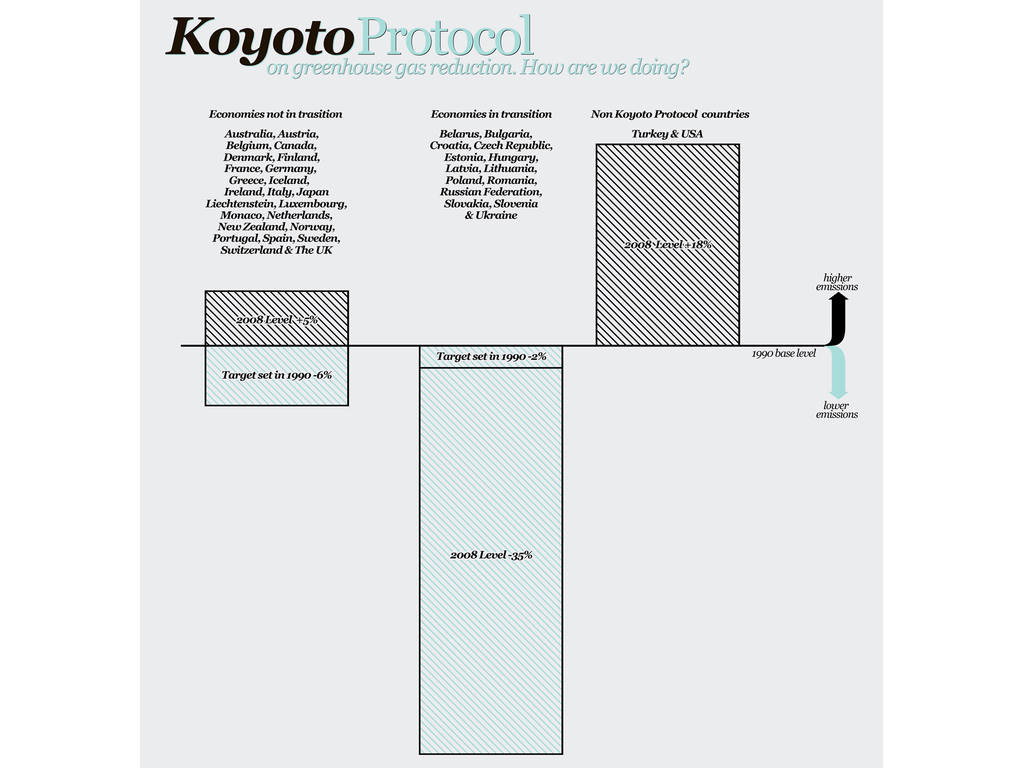 Koyoto Protocol
on greenhouse gas reduction. How are we doing?
Economies not in trasition
Australia, Austria,
Belgium, Canada,
Denmark, Finland,
France, Germany,
Greece, Iceland,
Ireland, Italy, Japan
Liechtenstein, Luxembourg,
Monaco, Netherlands,
New Zealand, Norway,
Portugal, Spain, Sweden,
Switzerland & The UK
Economies in transition
Belarus, Bulgaria,
Croatia, Czech Republic,
Estonia, Hungary,
Latvia, Lithuania,
Poland, Romania,
Russian Federation,
Slovakia, Slovenia
& Ukraine
Non Koyoto Protocol countries
Turkey & USA
2008 Level +18%
higher
emissions
2008 Level +5%
1990 base level
Target set in 1990 -2%
Target set in 1990 -6%
lower
emissions
2008 Level -35%